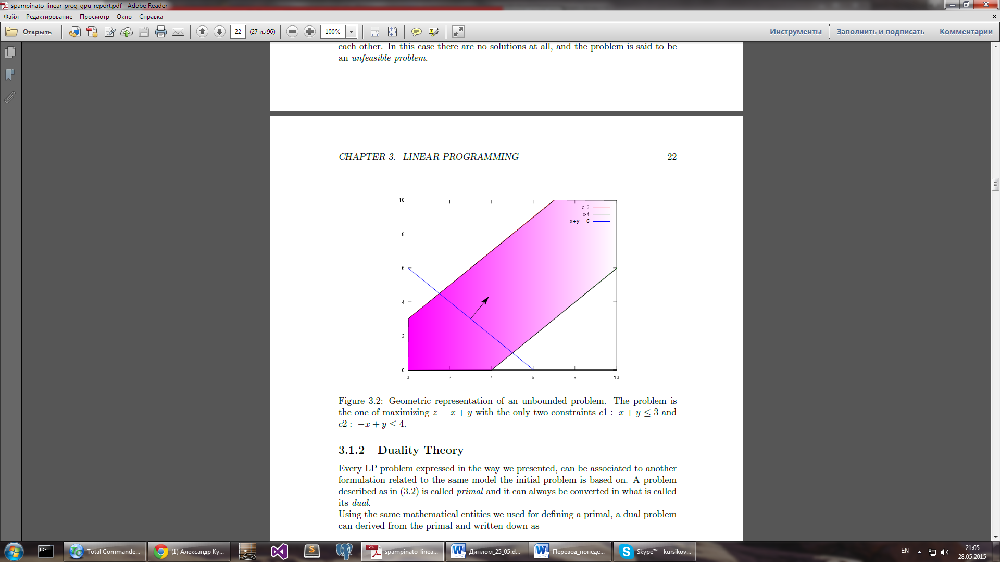 spampinato-linear-prog-gpu-report.pdf - Adobe Reader
Файл Редактирование Просмотр Окно Справка
Открыть 22 (27 из 96) 100% Инструменты Заполнить и подписать Комментарии
each other. In this case there are no solutions at all, and the problem is said to be
an unfeasible problem.
CHAPTER 3. LINEAR PROGRAMMING 22
10
8
6
4
2
0
0 2 4 6 8 10
x+3
x-4
x+y = 6
Figure 3.2: Geometric representation of an unbounded problem. The problem is
the one of maximizing z = x + y with the only two constraints c1 : x + y ≤ 3 and
c2 : −x + y ≤ 4.
3.1.2 Duality Theory
Every LP problem expressed in the way we presented, can be associated to another
formulation related to the same model the initial problem is based on. A problem
described as in (3.2) is called primal and it can always be converted in what is called
its dual.
Using the same mathematical entities we used for defining a primal, a dual problem
can derived from the primal and written down as
Total Commande... (1) Александр Ку... spampinato-linea... Диплом_25_05.d... Перевод_понеде... Skype™ - kursikov... EN 21:05
28.05.2015